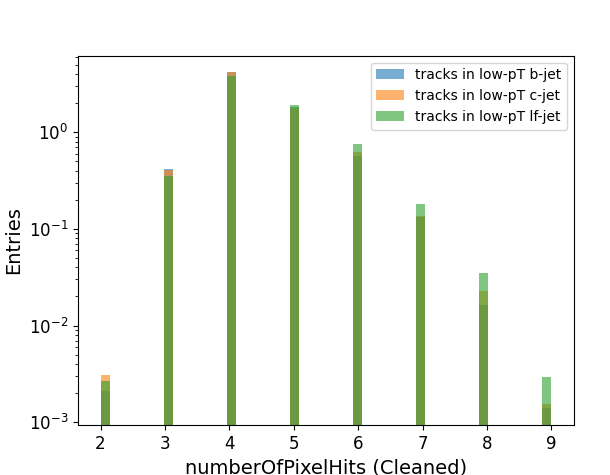 tracks in low-pT b-jet
tracks in low-pT c-jet
tracks in low-pT lf-jet
Entries
10⁰
10⁻¹
10⁻²
10⁻³
2 3 4 5 6 7 8 9
numberOfPixelHits (Cleaned)